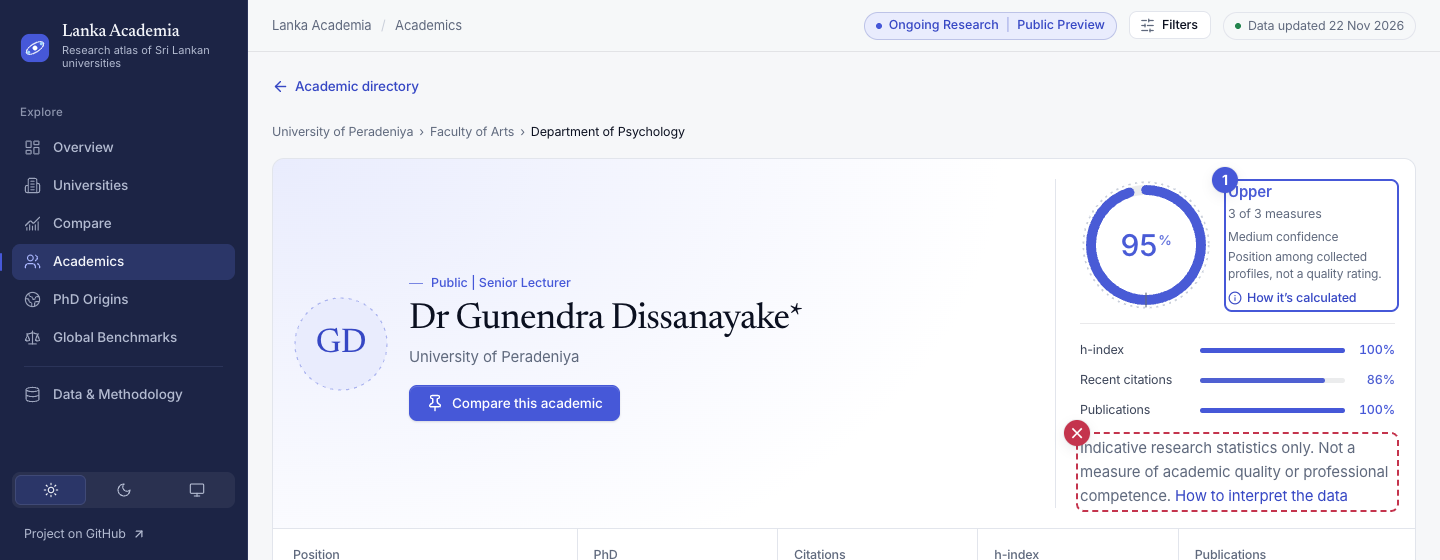 Lanka Academia
Research atlas of Sri Lankan
universities
Explore
Overview
Universities
Compare
Academics
PhD Origins
Global Benchmarks
Data & Methodology
Project on GitHub
Lanka Academia / Academics
Ongoing Research | Public Preview
Filters
Data updated 22 Nov 2026
Academic directory
University of Peradeniya › Faculty of Arts › Department of Psychology
GD
— Public | Senior Lecturer
Dr Gunendra Dissanayake*
University of Peradeniya
Compare this academic
95%
1
Upper
3 of 3 measures
Medium confidence
Position among collected
profiles, not a quality rating.
How it's calculated
h-index 100%
Recent citations 86%
Publications 100%
Indicative research statistics only. Not a
measure of academic quality or professional
competence. How to interpret the data
Position
PhD
Citations
h-index
Publications